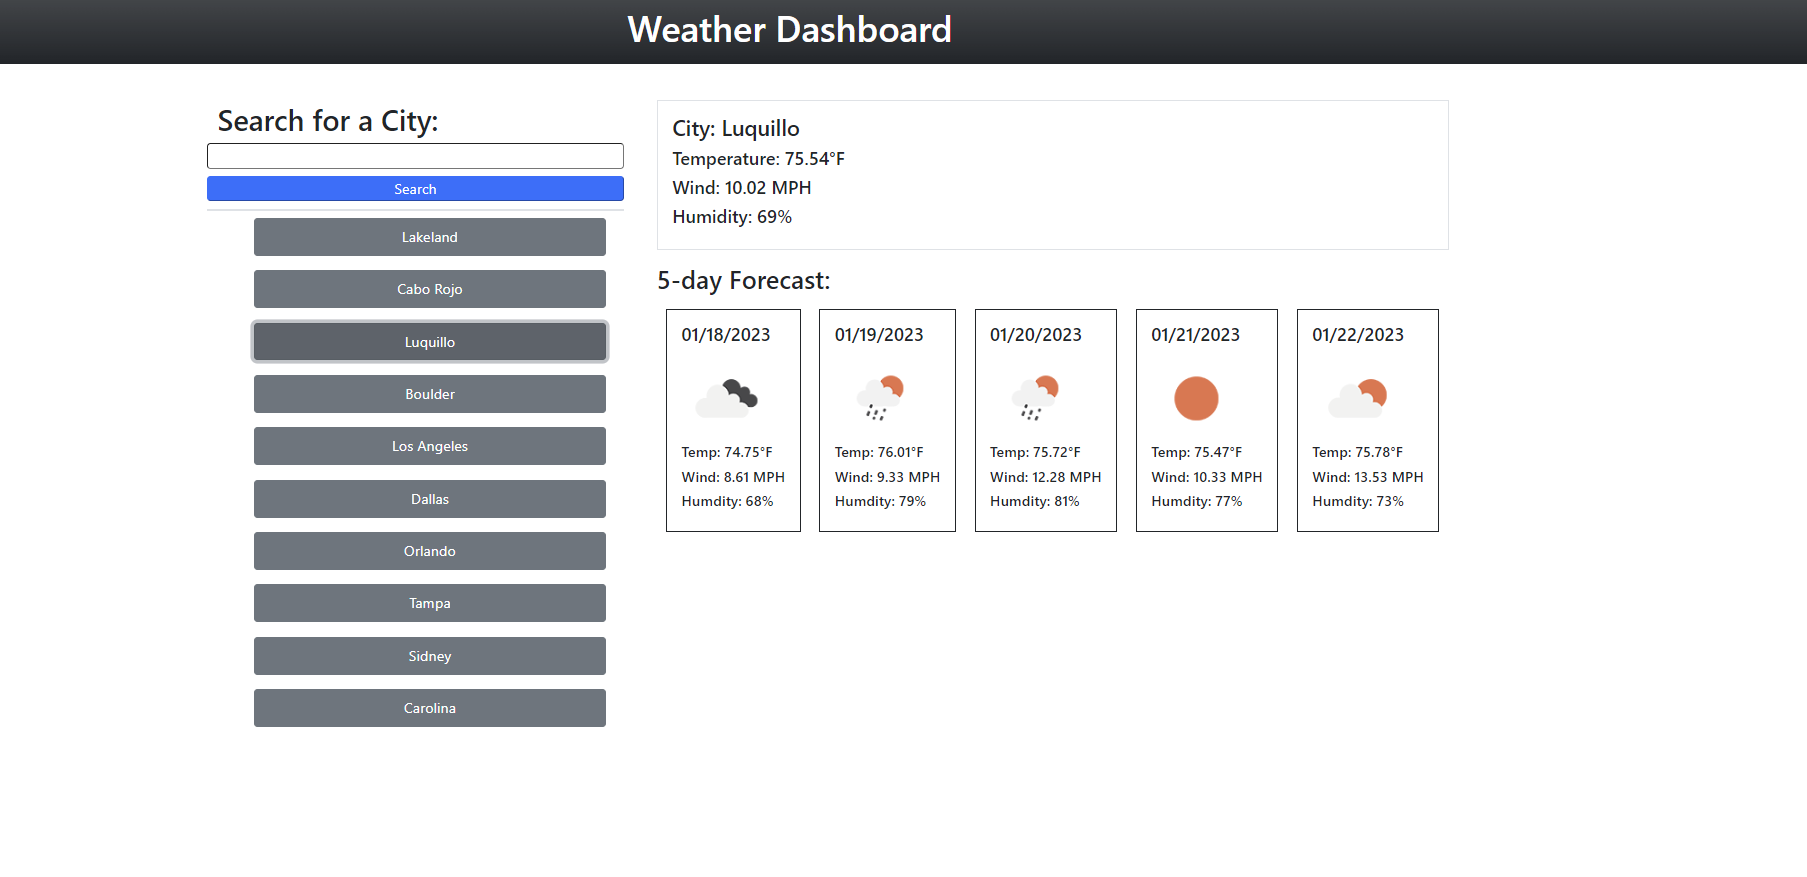 Weather Dashboard
Search for a City:
Search
Lakeland
Cabo Rojo
Luquillo
Boulder
Los Angeles
Dallas
Orlando
Tampa
Sidney
Carolina
City: Luquillo
Temperature: 75.54°F
Wind: 10.02 MPH
Humidity: 69%
5-day Forecast:
01/18/2023
Temp: 74.75°F
Wind: 8.61 MPH
Humdity: 68%
01/19/2023
Temp: 76.01°F
Wind: 9.33 MPH
Humdity: 79%
01/20/2023
Temp: 75.72°F
Wind: 12.28 MPH
Humdity: 81%
01/21/2023
Temp: 75.47°F
Wind: 10.33 MPH
Humdity: 77%
01/22/2023
Temp: 75.78°F
Wind: 13.53 MPH
Humdity: 73%